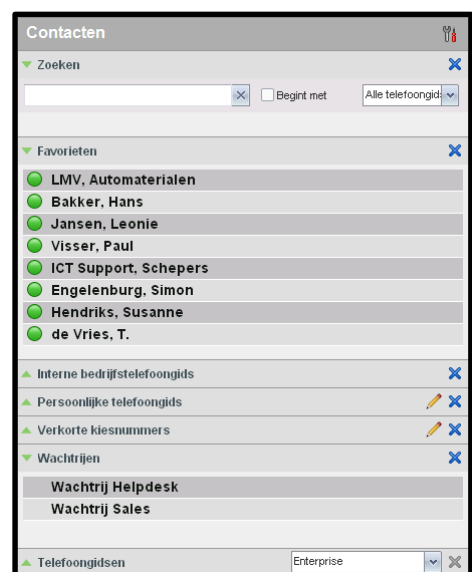 Contacten
Zoeken
Begint met Alle telefoongid
Favorieten
LMV, Automaterialen
Bakker, Hans
Jansen, Leonie
Visser, Paul
ICT Support, Schepers
Engelenburg, Simon
Hendriks, Susanne
de Vries, T.
Interne bedrijfstelefoongids
Persoonlijke telefoongids
Verkorte kiesnummers
Wachtrijen
Wachtrij Helpdesk
Wachtrij Sales
Telefoongidsen Enterprise